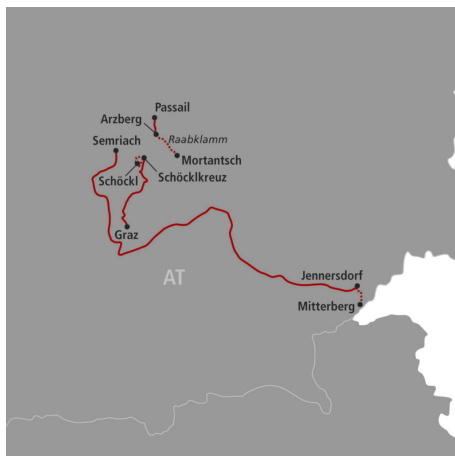 Passail
Arzberg
Raabklamm
Semriach
Mortantsch
Schöckl
Schöcklkreuz
Graz
AT
Jennersdorf
Mitterberg